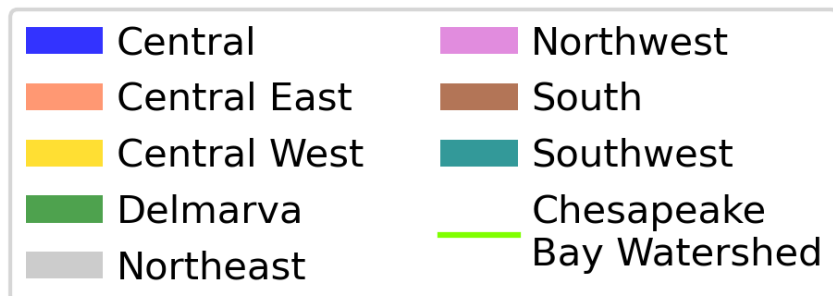 Central
Central East
Central West
Delmarva
Northeast
Northwest
South
Southwest
Chesapeake
Bay Watershed